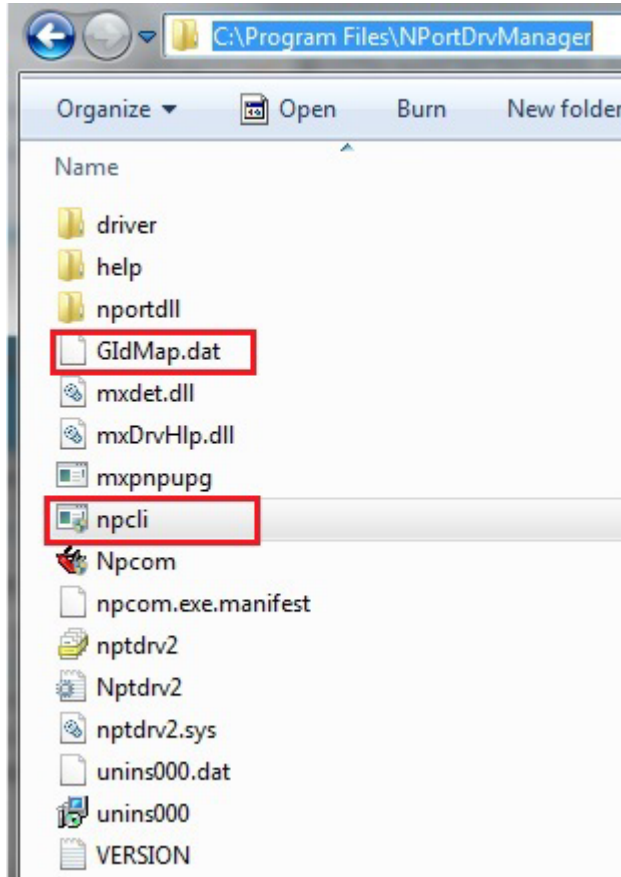 C:\Program Files\NPortDrvManager
Organize Open Burn New folder
Name
driver
help
nportdll
GIdMap.dat
mxdet.dll
mxDrvHlp.dll
mxpnpupg
npcli
Npcom
npcom.exe.manifest
nptdrv2
Nptdrv2
nptdrv2.sys
unins000.dat
unins000
VERSION